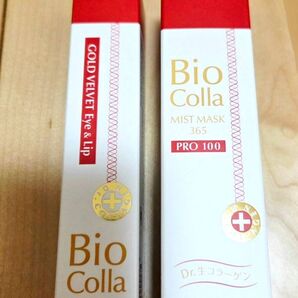 GOLD VELVET Eye & Lip
Bio
Colla
Bio
Colla
MIST MASK
365
PRO 100
Dr.生コラーゲン